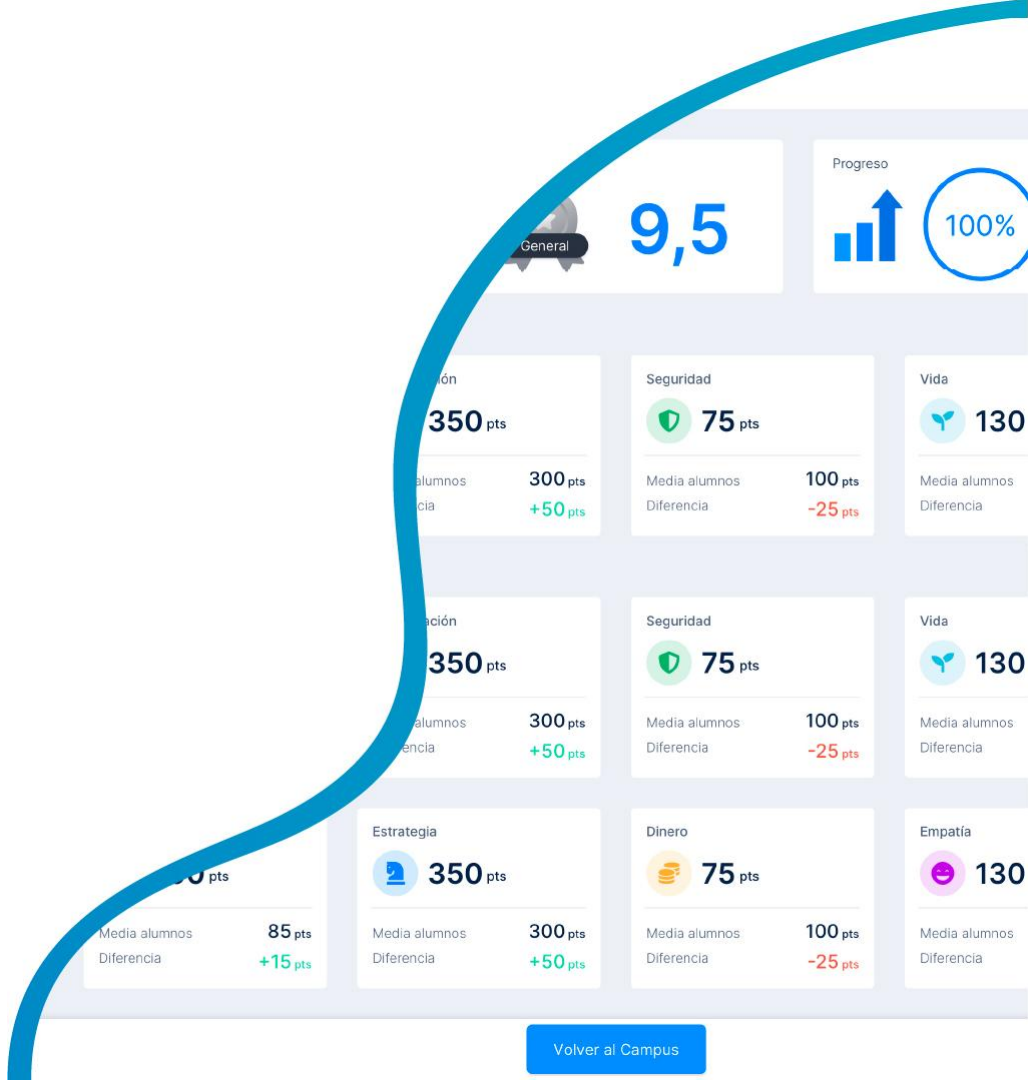 Progreso
General
9,5
100%
Seguridad
Vida
350 pts
75 pts
130
alumnos
300 pts
Media alumnos
100 pts
Media alumnos
+50 pts
Diferencia
-25 pts
Diferencia
Seguridad
Vida
350 pts
75 pts
130
alumnos
300 pts
Media alumnos
100 pts
Media alumnos
+50 pts
Diferencia
-25 pts
Diferencia
Estrategia
Dinero
Empatía
pts
350 pts
75 pts
130
Media alumnos
85 pts
Media alumnos
300 pts
Media alumnos
100 pts
Media alumnos
Diferencia
+15 pts
Diferencia
+50 pts
Diferencia
-25 pts
Diferencia
Volver al Campus